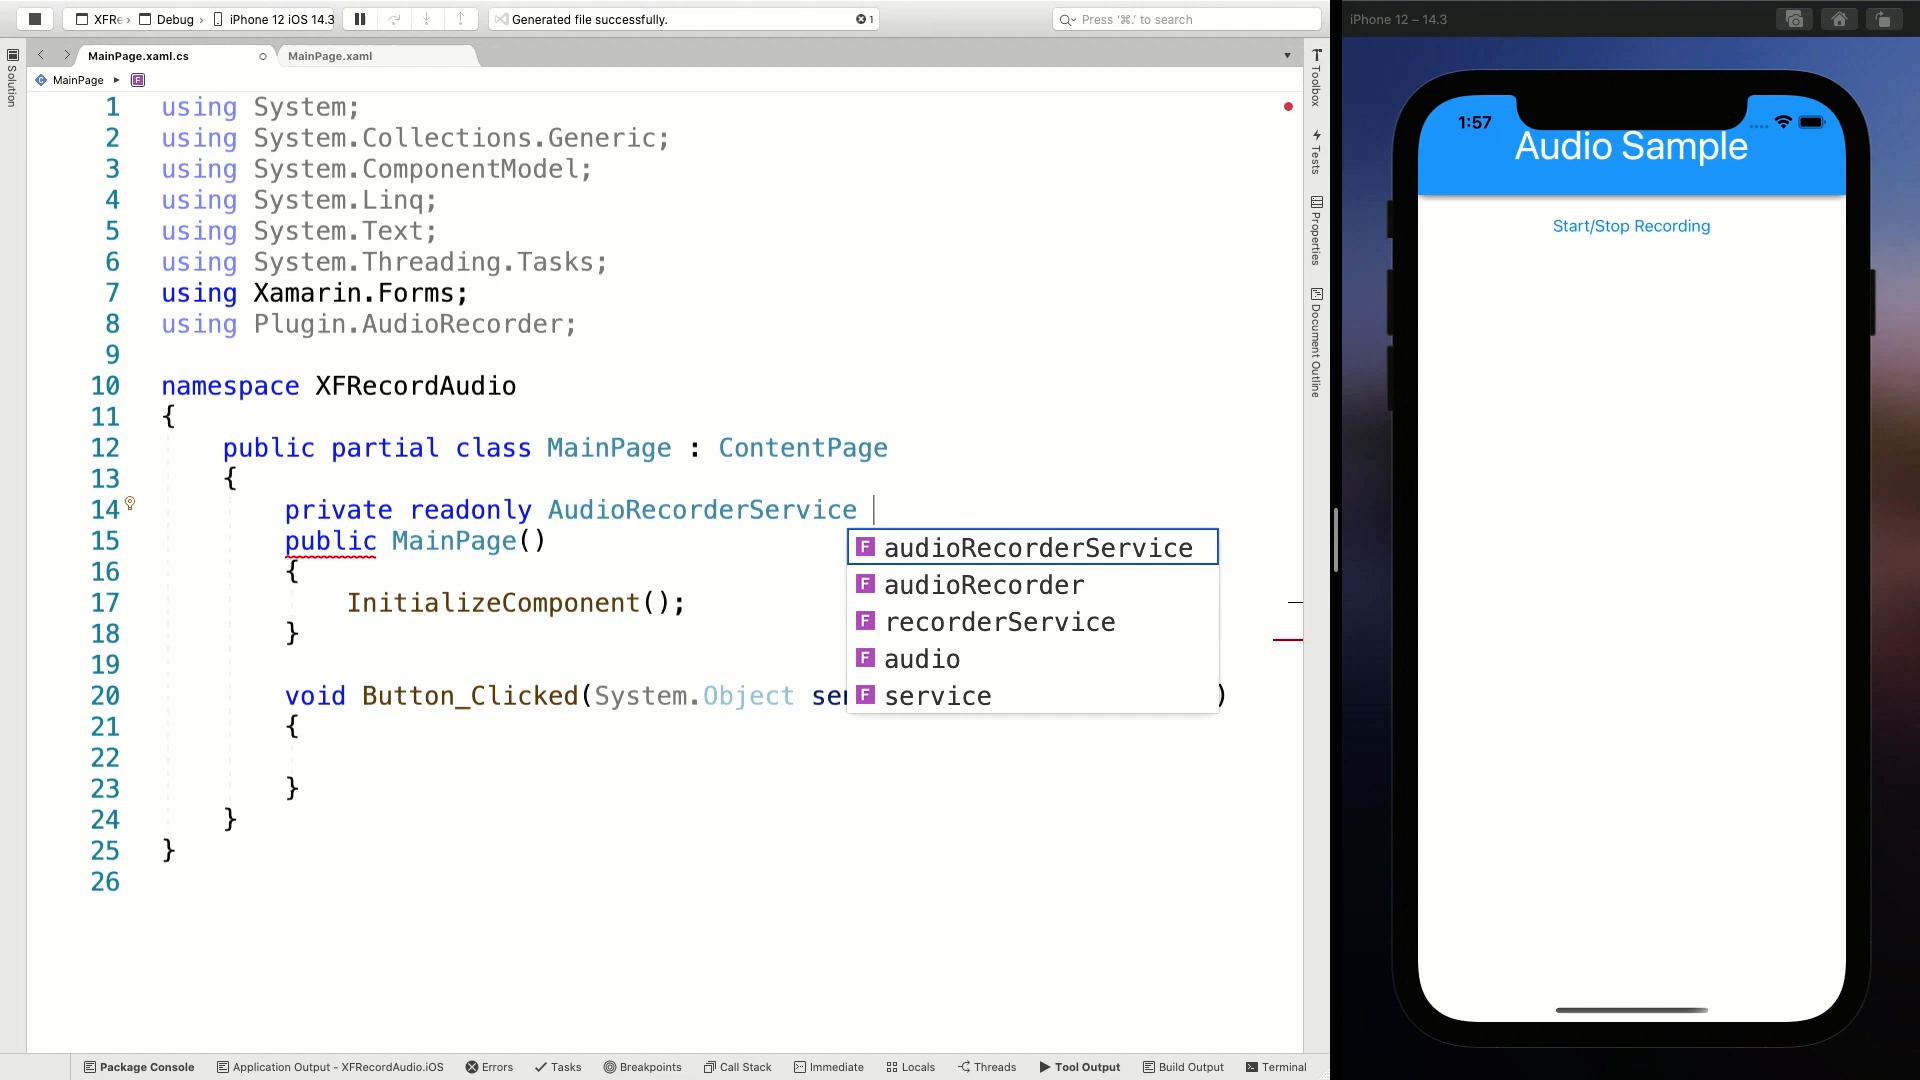 XFRe › Debug › iPhone 12 iOS 14.3
Generated file successfully.
1
Press ‘⌘.’ to search
iPhone 12 – 14.3
Solution
MainPage.xaml.cs
MainPage.xaml
MainPage
1 using System;
2 using System.Collections.Generic;
3 using System.ComponentModel;
4 using System.Linq;
5 using System.Text;
6 using System.Threading.Tasks;
7 using Xamarin.Forms;
8 using Plugin.AudioRecorder;
9
10 namespace XFRecordAudio
11 {
12 public partial class MainPage : ContentPage
13 {
14 private readonly AudioRecorderService
15 public MainPage()
16 {
17 InitializeComponent();
18 }
19
20 void Button_Clicked(System.Object ser )
21 {
22
23 }
24 }
25 }
26
F audioRecorderService
F audioRecorder
F recorderService
F audio
F service
Toolbox
Tests
Properties
Document Outline
1:57
Audio Sample
Start/Stop Recording
Package Console
Application Output - XFRecordAudio.iOS
Errors
Tasks
Breakpoints
Call Stack
Immediate
Locals
Threads
Tool Output
Build Output
Terminal